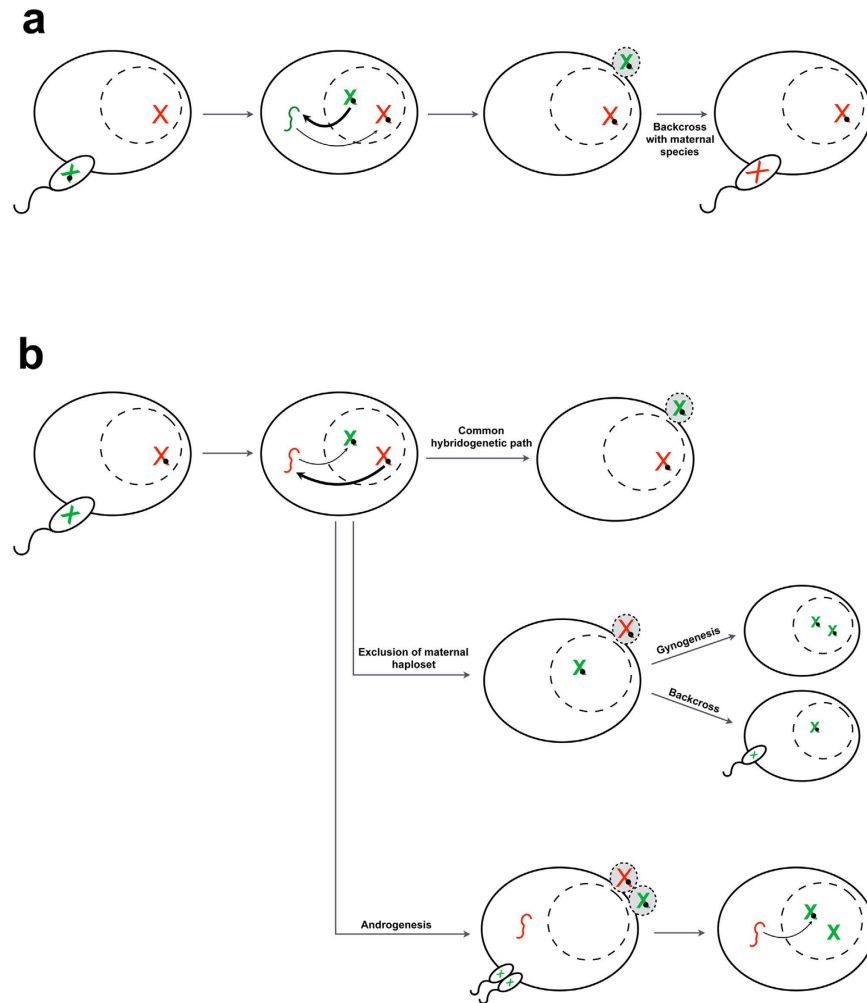 a
Backcross
with maternal
species
b
Common
hybridogenetic path
Exclusion of maternal
haploset
Gynogenesis
Backcross
Androgenesis